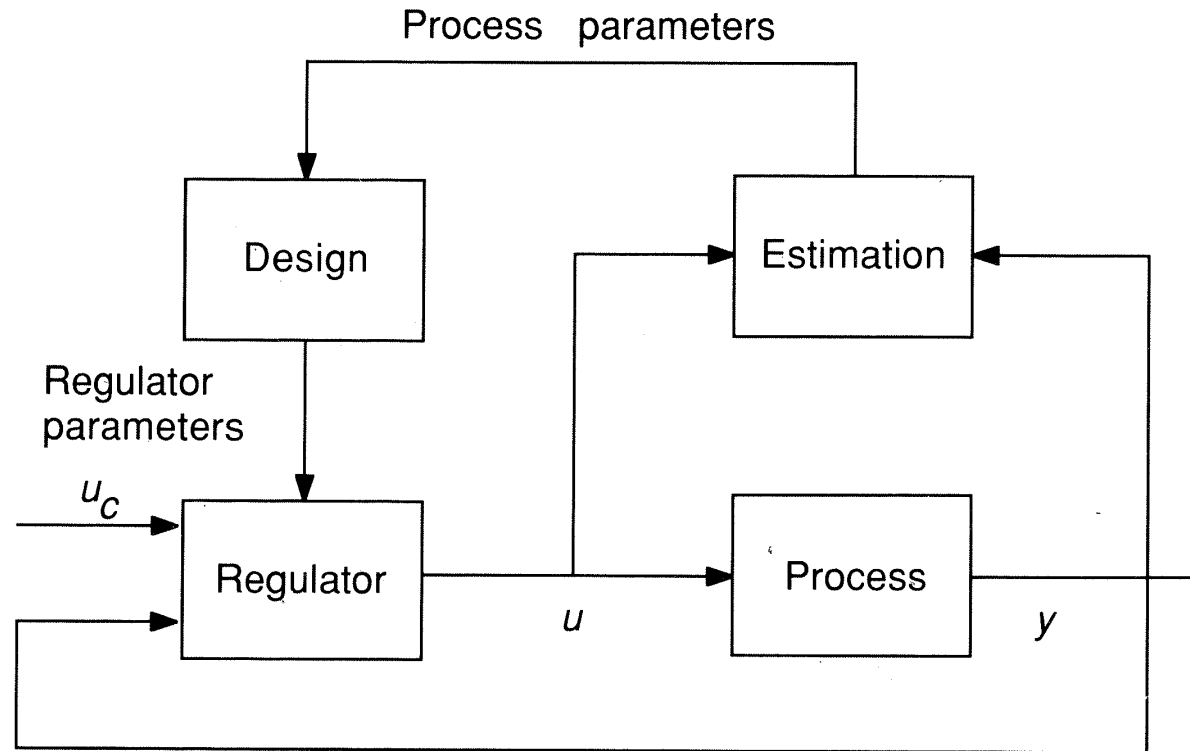 Process parameters
Design
Estimation
Regulator
parameters
u_c
Regulator
Process
u
y